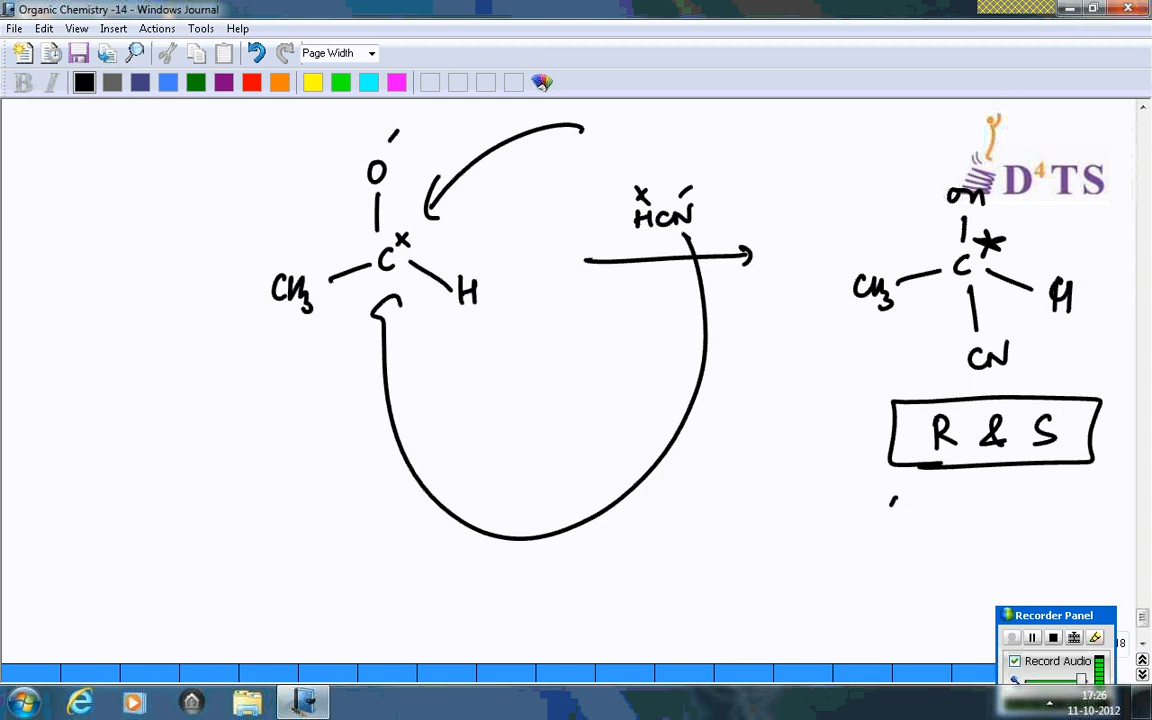 Organic Chemistry -14 - Windows Journal
File Edit View Insert Actions Tools Help
Page Width
B I
D4TS
O
C x
CH3
H
x
HCN
OH
C
CH3
H
CN
R & S
Recorder Panel
18
Record Audio
17:26
11-10-2012